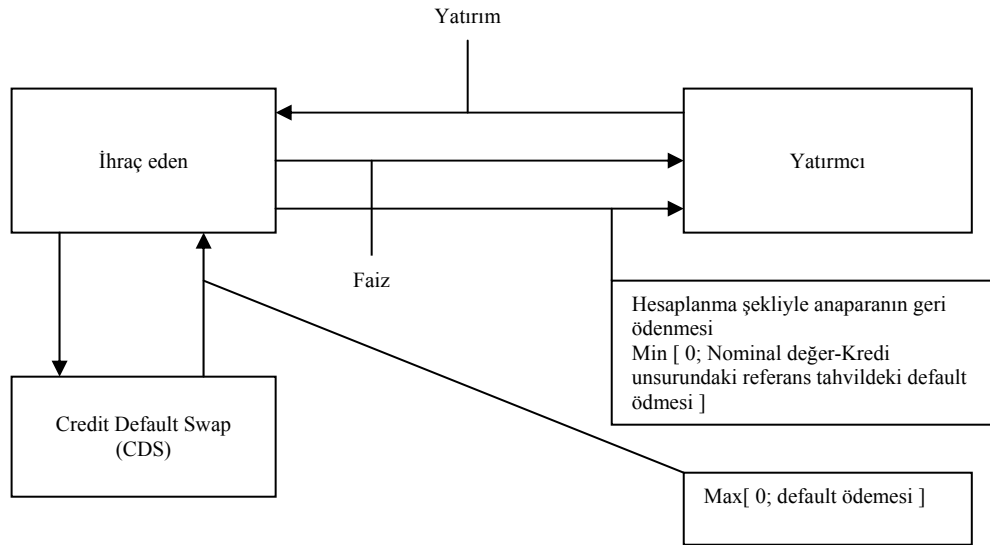 Yatırım
İhraç eden
Yatırmcı
Faiz
Hesaplanma şekliyle anaparanın geri
ödenmesi
Min [ 0; Nominal değer-Kredi
unsurundaki referans tahvildeki default
ödmesi ]
Credit Default Swap
(CDS)
Max[ 0; default ödemesi ]